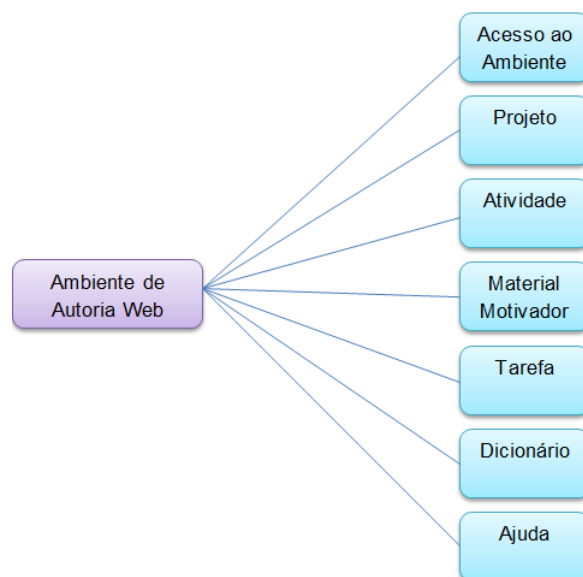 Acesso ao
Ambiente
Projeto
Atividade
Ambiente de
Autoria Web
Material
Motivador
Tarefa
Dicionário
Ajuda